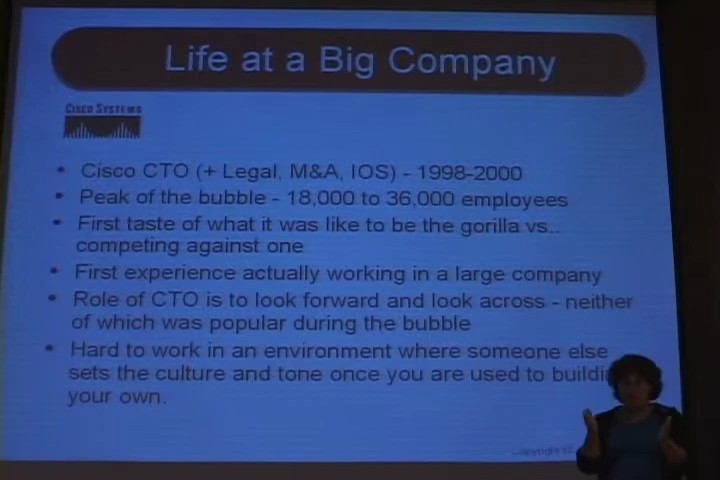 Life at a Big Company
CISCO SYSTEMS
• Cisco CTO (+ Legal, M&A, IOS) - 1998-2000
• Peak of the bubble - 18,000 to 36,000 employees
• First taste of what it was like to be the gorilla vs..
competing against one
• First experience actually working in a large company
• Role of CTO is to look forward and look across - neither
of which was popular during the bubble
• Hard to work in an environment where someone else
sets the culture and tone once you are used to buildin
your own.
Copyright ©